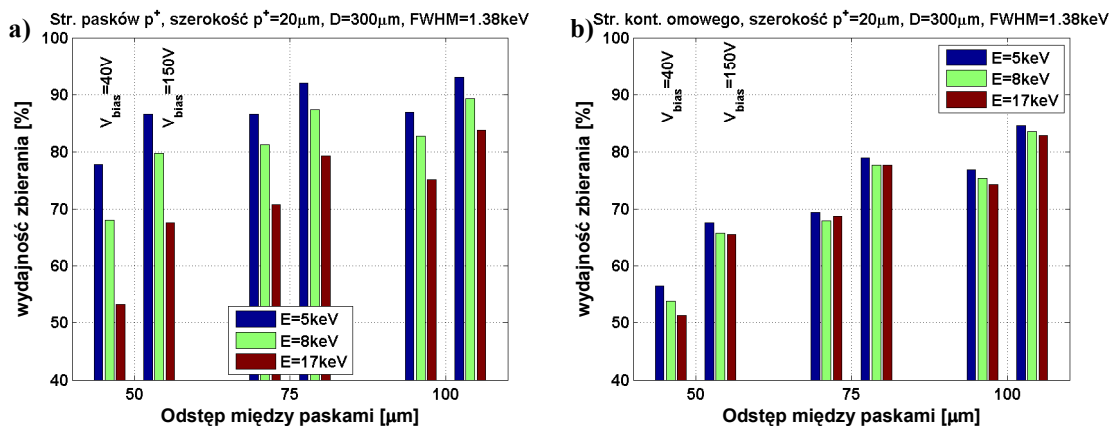 a)
Str. pasków p+, szerokość p+=20μm, D=300μm, FWHM=1.38keV
wydajność zbierania [%]
100
90
80
70
60
50
40
Vbias=40V
Vbias=150V
E=5keV
E=8keV
E=17keV
50
75
100
Odstęp między paskami [μm]
b)
Str. kont. omowego, szerokość p+=20μm, D=300μm, FWHM=1.38keV
wydajność zbierania [%]
100
90
80
70
60
50
40
Vbias=40V
Vbias=150V
E=5keV
E=8keV
E=17keV
50
75
100
Odstęp między paskami [μm]